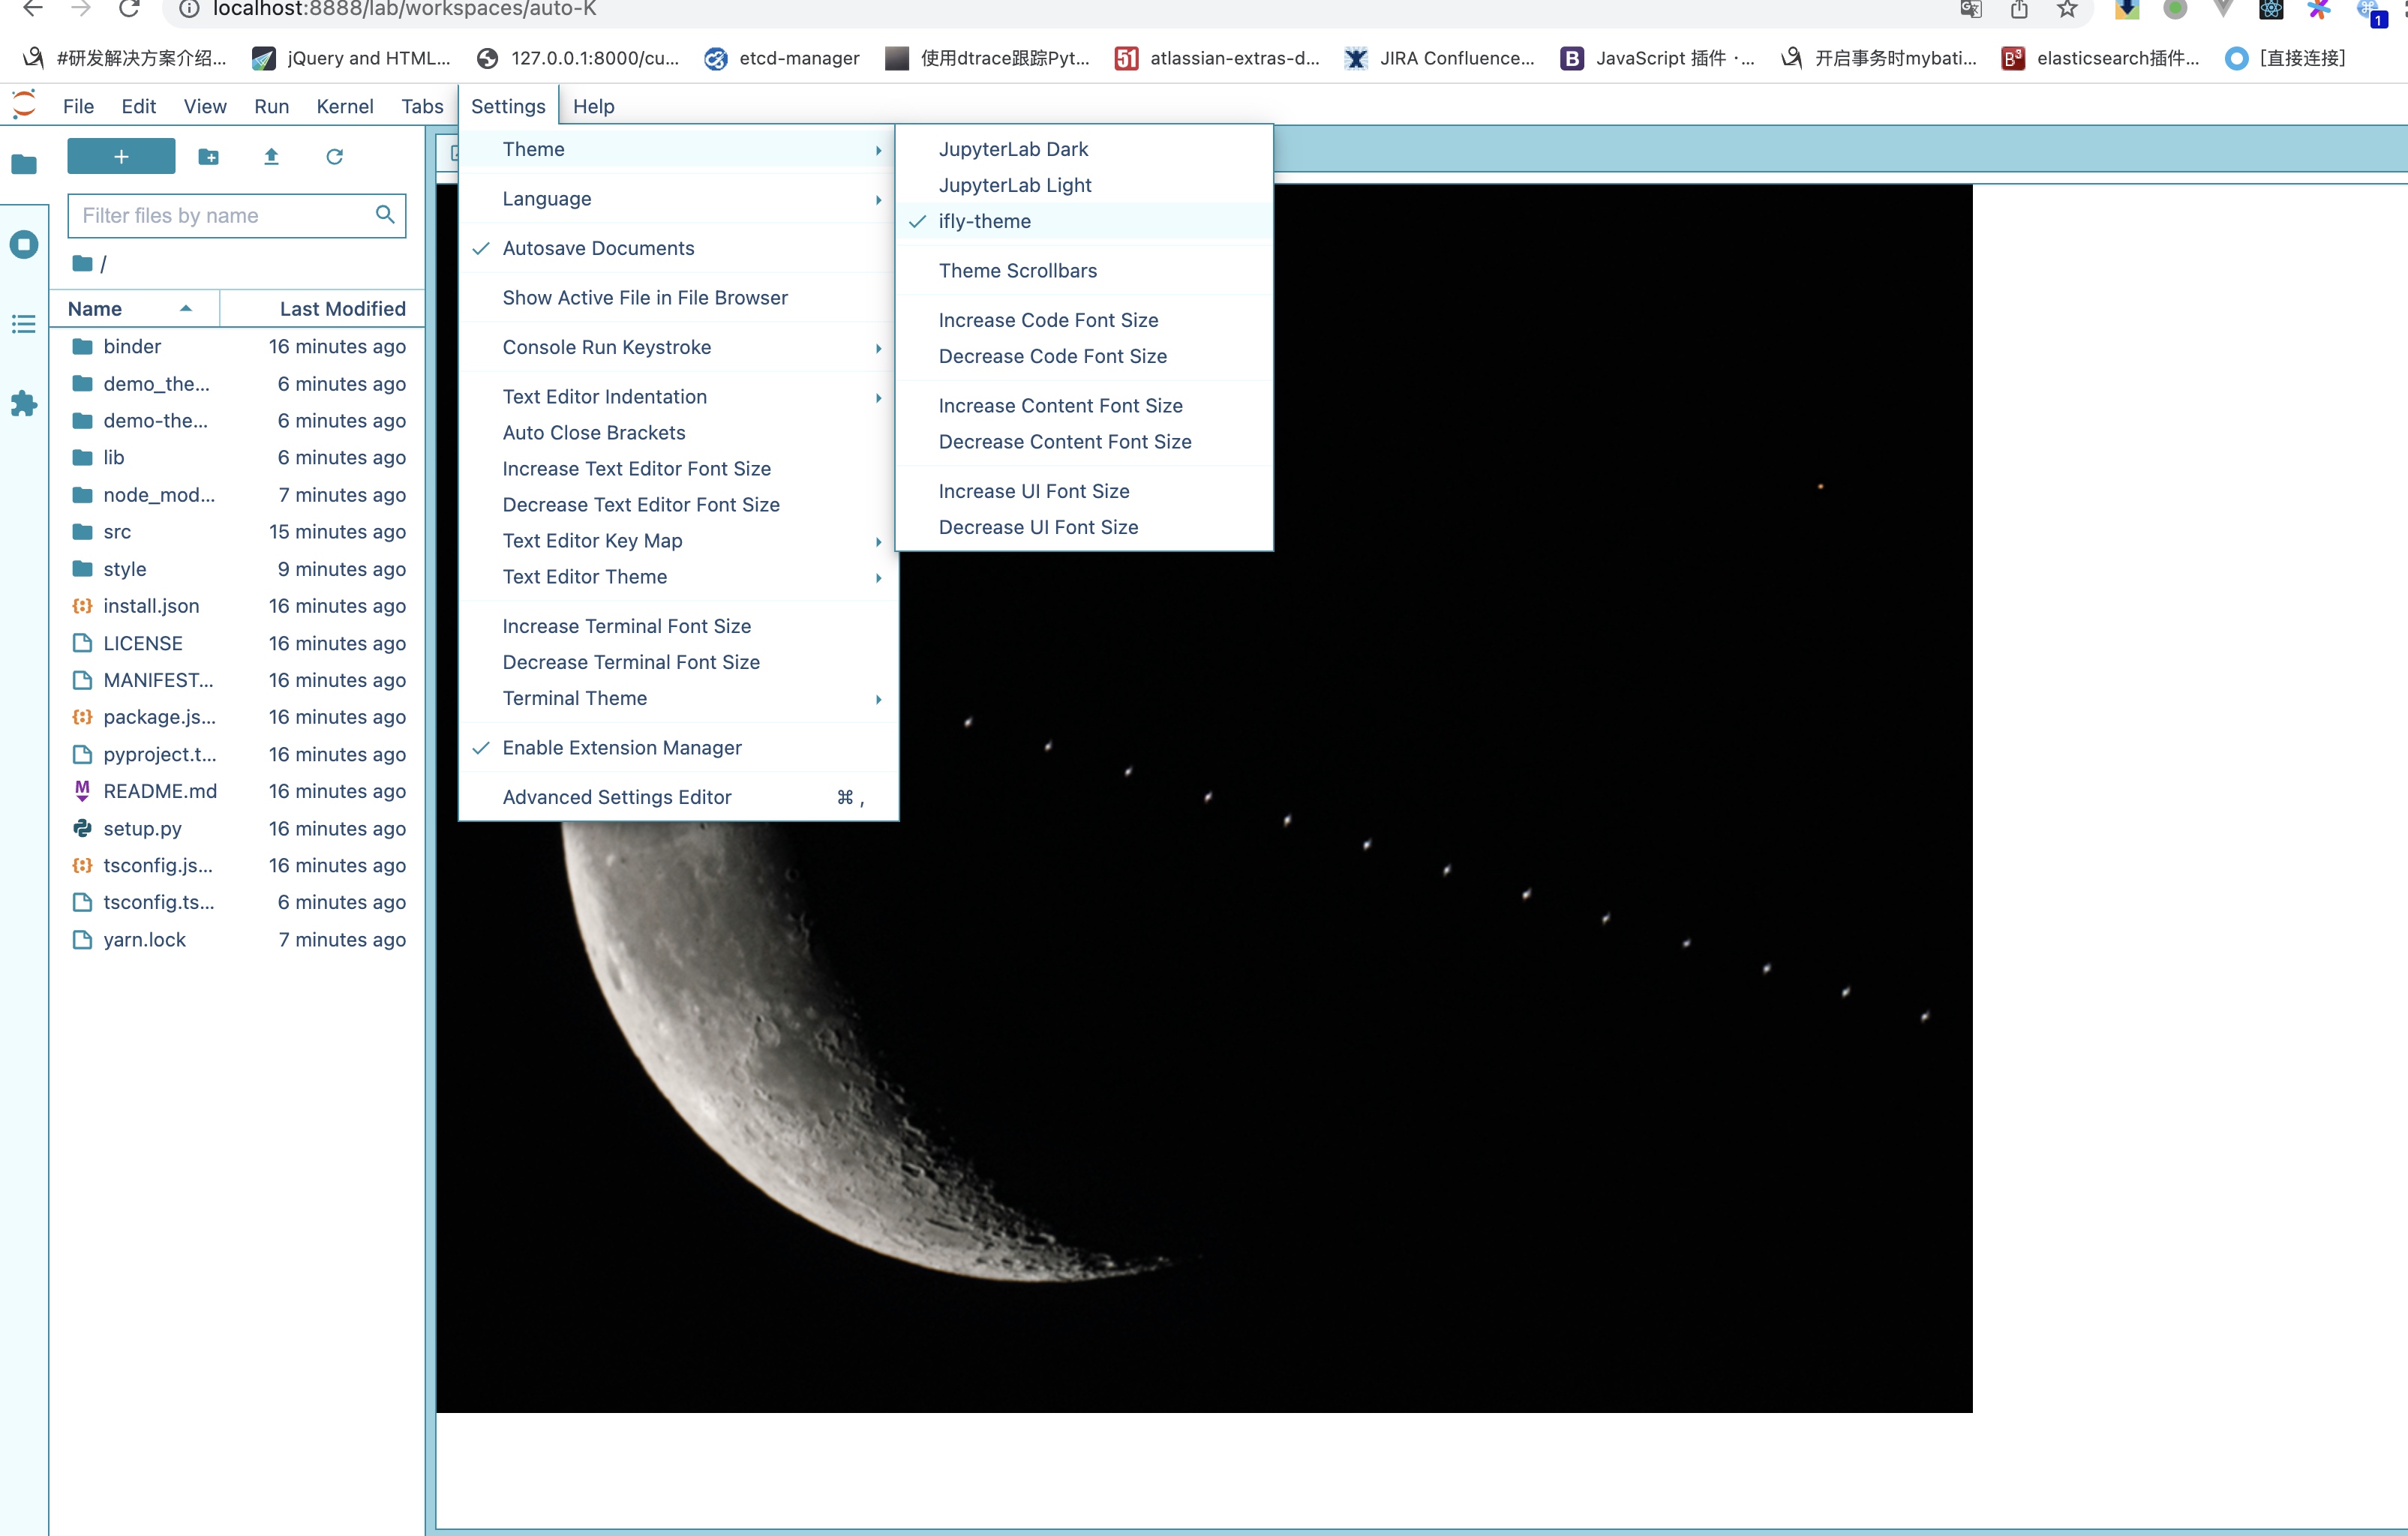 localhost:8888/lab/workspaces/auto-K
1
#研发解决方案介绍...
jQuery and HTML...
127.0.0.1:8000/cu...
etcd-manager
使用dtrace跟踪Pyt...
51
atlassian-extras-d...
JIRA Confluence...
B
JavaScript 插件 · ...
开启事务时mybati...
B3
elasticsearch插件...
[直接连接]
File Edit View Run Kernel Tabs Settings Help
+
Filter files by name
/
Name Last Modified
binder 16 minutes ago
demo_the... 6 minutes ago
demo-the... 6 minutes ago
lib 6 minutes ago
node_mod... 7 minutes ago
src 15 minutes ago
style 9 minutes ago
install.json 16 minutes ago
LICENSE 16 minutes ago
MANIFEST... 16 minutes ago
package.js... 16 minutes ago
pyproject.t... 16 minutes ago
README.md 16 minutes ago
setup.py 16 minutes ago
tsconfig.js... 16 minutes ago
tsconfig.ts... 6 minutes ago
yarn.lock 7 minutes ago
Theme
Language
Autosave Documents
Show Active File in File Browser
Console Run Keystroke
Text Editor Indentation
Auto Close Brackets
Increase Text Editor Font Size
Decrease Text Editor Font Size
Text Editor Key Map
Text Editor Theme
Increase Terminal Font Size
Decrease Terminal Font Size
Terminal Theme
Enable Extension Manager
Advanced Settings Editor ⌘ ,
JupyterLab Dark
JupyterLab Light
ifly-theme
Theme Scrollbars
Increase Code Font Size
Decrease Code Font Size
Increase Content Font Size
Decrease Content Font Size
Increase UI Font Size
Decrease UI Font Size